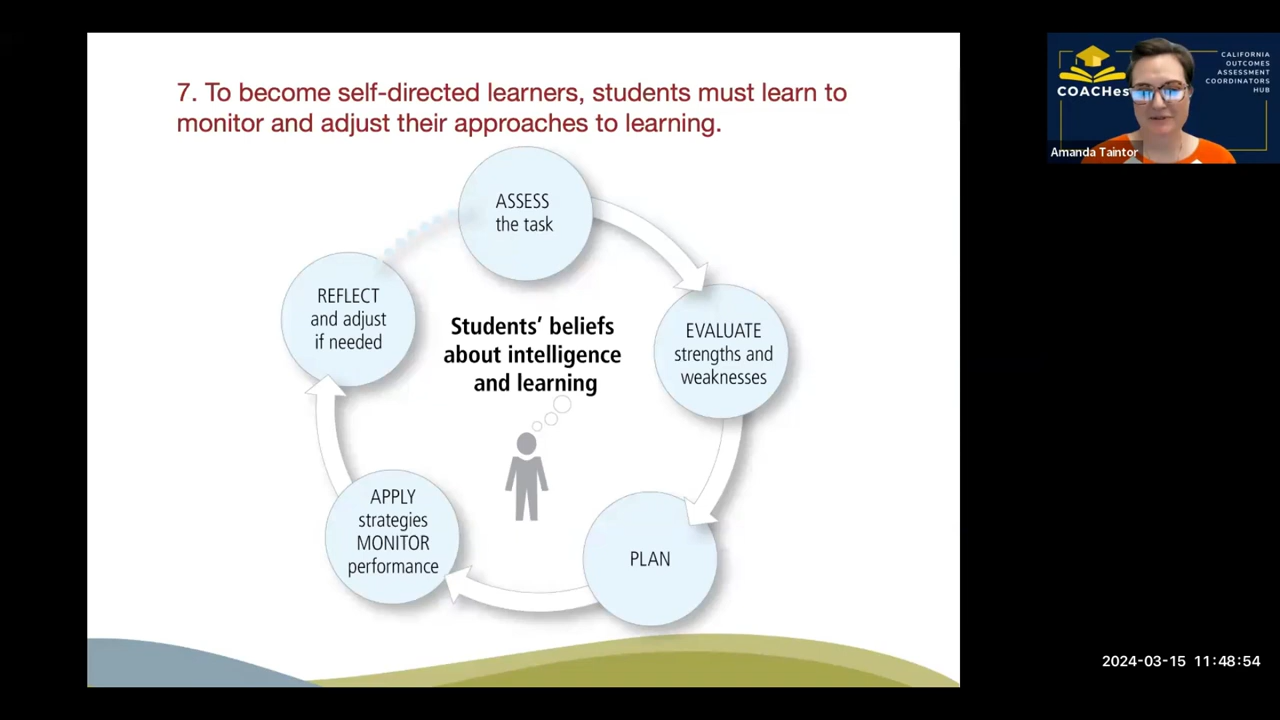 7. To become self-directed learners, students must learn to
monitor and adjust their approaches to learning.
ASSESS
the task
EVALUATE
strengths and
weaknesses
PLAN
APPLY
strategies
MONITOR
performance
REFLECT
and adjust
if needed
Students’ beliefs
about intelligence
and learning
COACHes
CALIFORNIA
OUTCOMES
ASSESSMENT
COORDINATORS
HUB
Amanda Taintor
2024-03-15 11:48:54